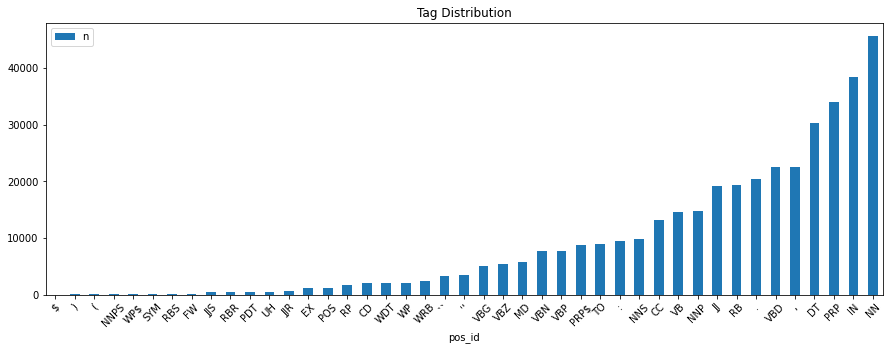 Tag Distribution
n
40000
30000
20000
10000
0
$ ) ( NNPS WP$ SYM RBS FW JJS RBR PDT UH JJR EX POS RP CD WDT WP WRB `` '' VBG VBZ MD VBN VBP PRP$ TO : NNS CC VB NNP JJ RB . VBD , DT PRP IN NN
pos_id